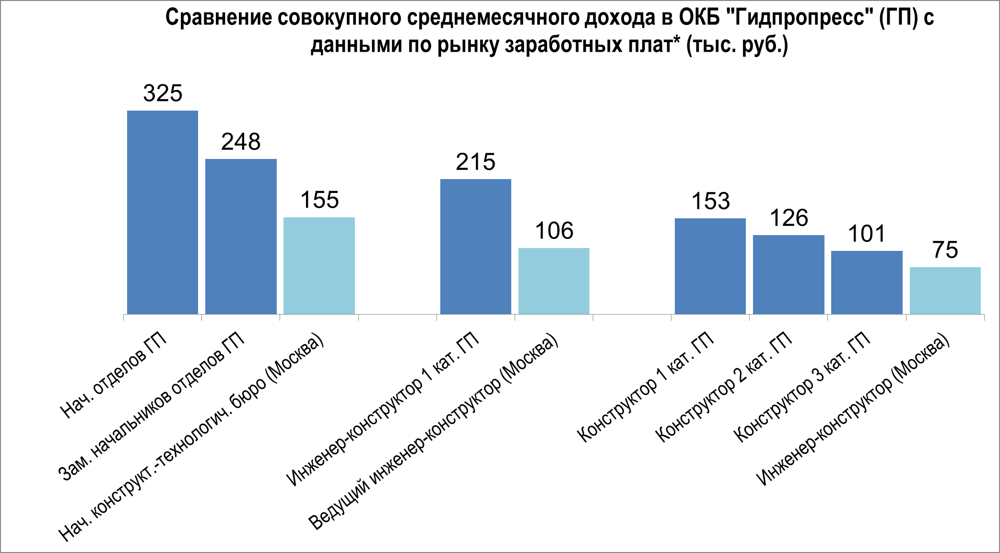 Сравнение совокупного среднемесячного дохода в ОКБ "Гидпропресс" (ГП) с
данными по рынку заработных плат* (тыс. руб.)
325
248
155
215
106
153
126
101
75
Нач. отделов ГП
Зам. начальников отделов ГП
Нач. конструкт.-технологич. бюро (Москва)
Инженер-конструктор 1 кат. ГП
Ведущий инженер-конструктор (Москва)
Конструктор 1 кат. ГП
Конструктор 2 кат. ГП
Конструктор 3 кат. ГП
Инженер-конструктор (Москва)